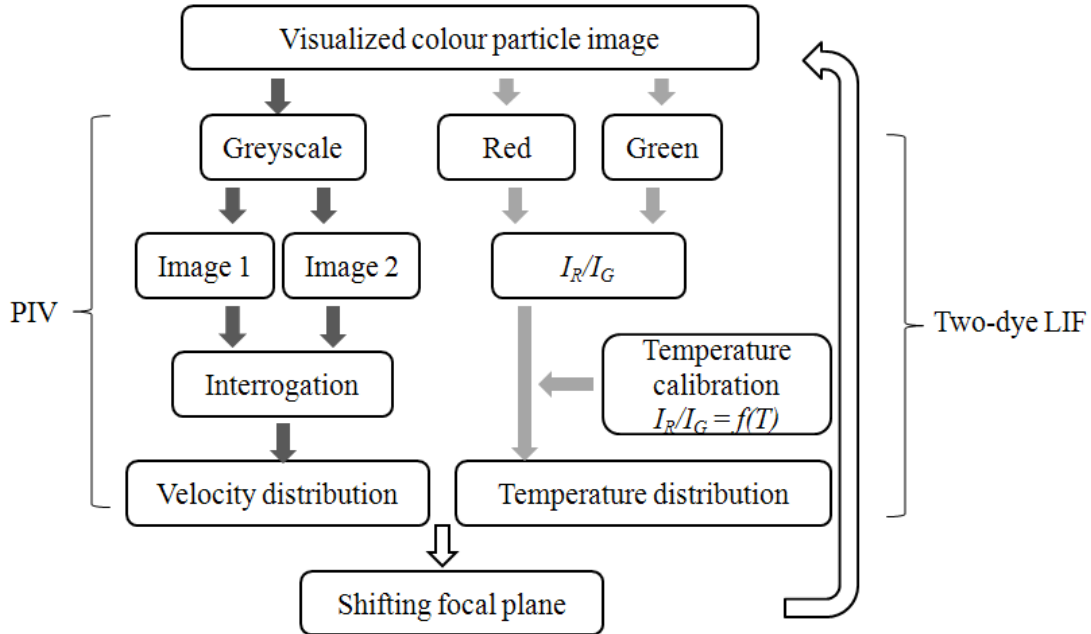 Visualized colour particle image
Greyscale
Red
Green
Image 1
Image 2
I_R/I_G
PIV
Two-dye LIF
Interrogation
Temperature
calibration
I_R/I_G = f(T)
Velocity distribution
Temperature distribution
Shifting focal plane